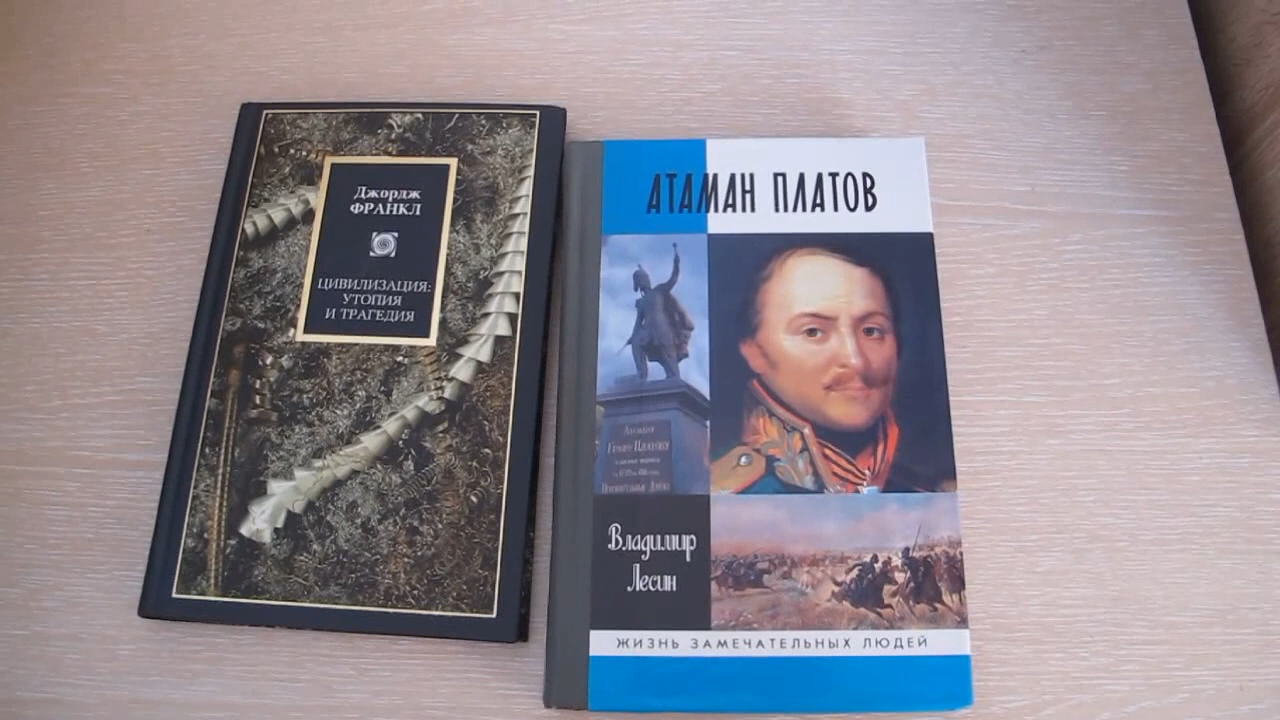 Джордж
ФРАНКЛ
ЦИВИЛИЗАЦИЯ:
УТОПИЯ
И ТРАГЕДИЯ
АТАМАН ПЛАТОВ
Владимир
Лесин
ЖИЗНЬ ЗАМЕЧАТЕЛЬНЫХ ЛЮДЕЙ